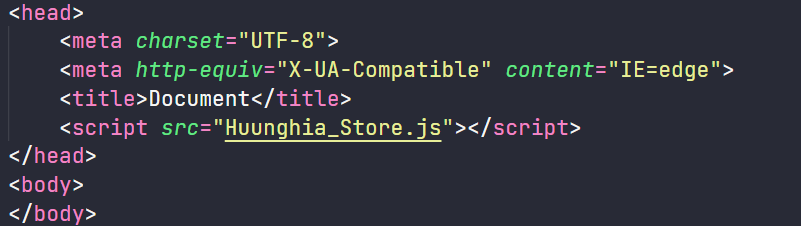 <head>
<meta charset="UTF-8">
<meta http-equiv="X-UA-Compatible" content="IE=edge">
<title>Document</title>
<script src="Huunghia_Store.js"></script>
</head>
<body>
</body>